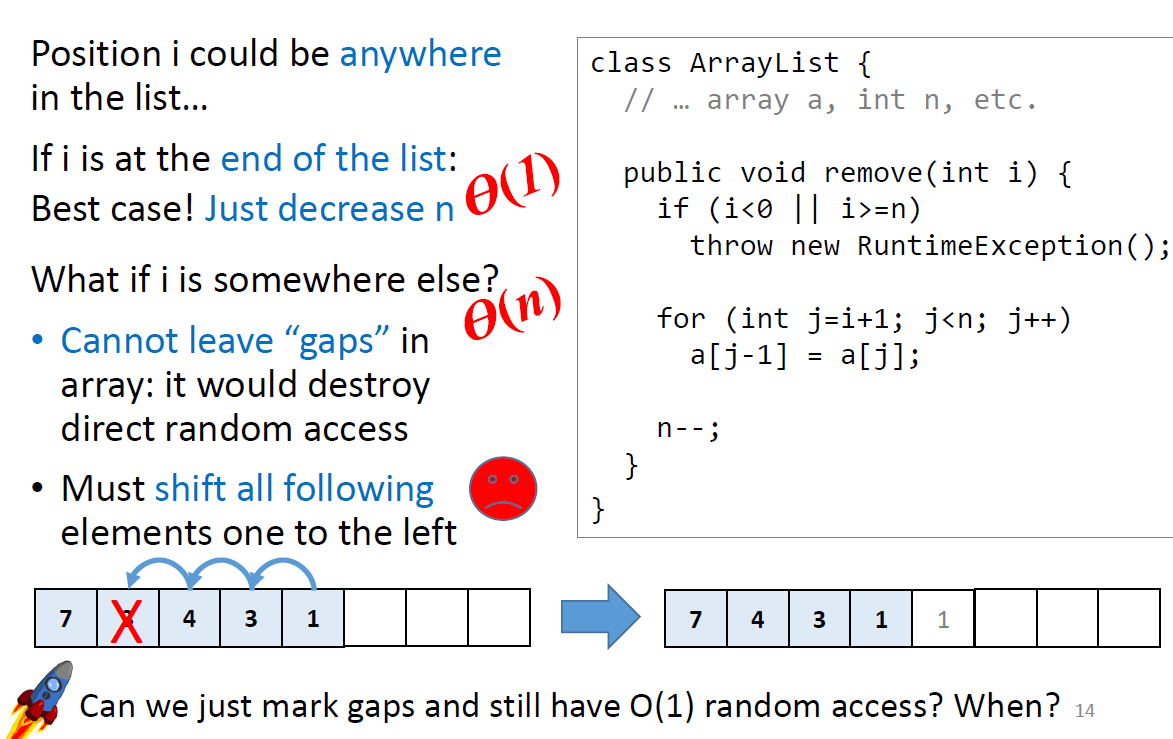 Position i could be anywhere
in the list…
If i is at the end of the list:
Best case! Just decrease n
Θ(1)
What if i is somewhere else?
Θ(n)
• Cannot leave “gaps” in
array: it would destroy
direct random access
• Must shift all following
elements one to the left
class ArrayList {
// … array a, int n, etc.
public void remove(int i) {
if (i<0 || i>=n)
throw new RuntimeException();
for (int j=i+1; j<n; j++)
a[j-1] = a[j];
n--;
}
}
7 X 4 3 1
7 4 3 1 1
Can we just mark gaps and still have O(1) random access? When?
14